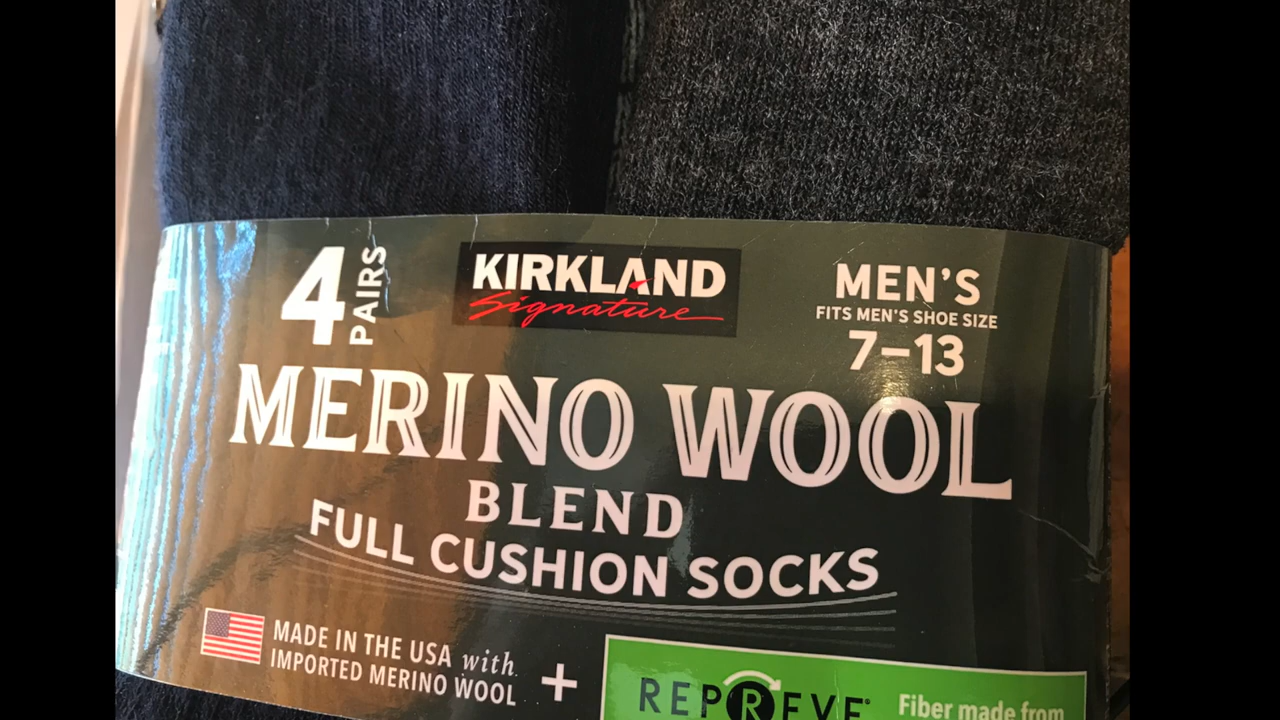 4 PAIRS
KIRKLAND
Signature
MEN'S
FITS MEN'S SHOE SIZE
7-13
MERINO WOOL
BLEND
FULL CUSHION SOCKS
MADE IN THE USA with
IMPORTED MERINO WOOL
+
REPREVE®
Fiber made from